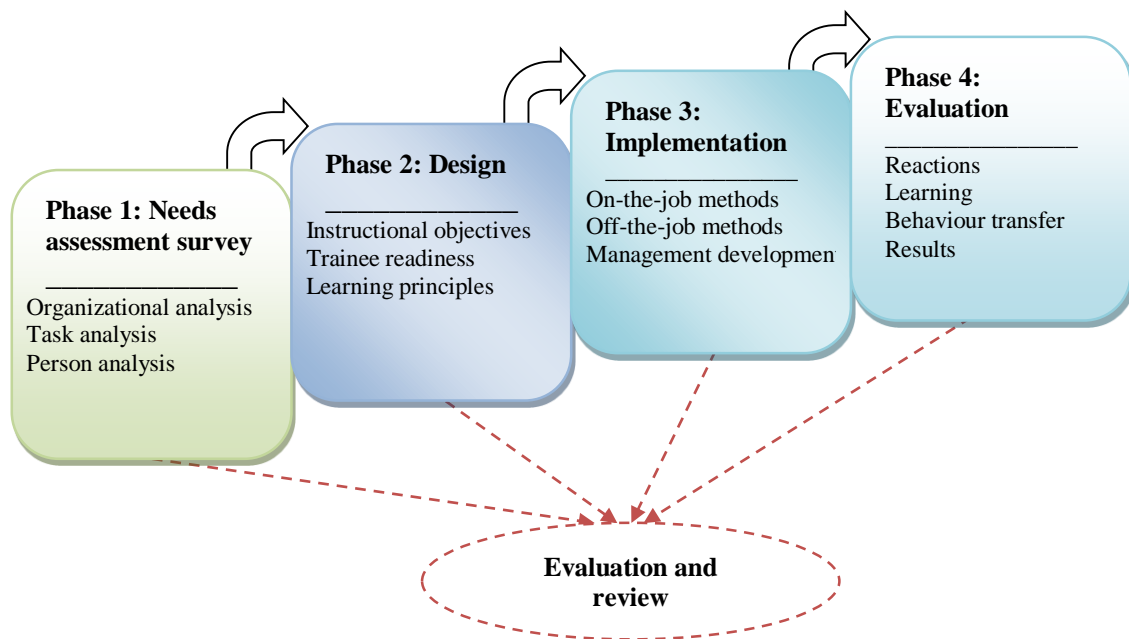 Phase 1: Needs
assessment survey
Organizational analysis
Task analysis
Person analysis
Phase 2: Design
Instructional objectives
Trainee readiness
Learning principles
Phase 3:
Implementation
On-the-job methods
Off-the-job methods
Management development
Phase 4:
Evaluation
Reactions
Learning
Behaviour transfer
Results
Evaluation and
review